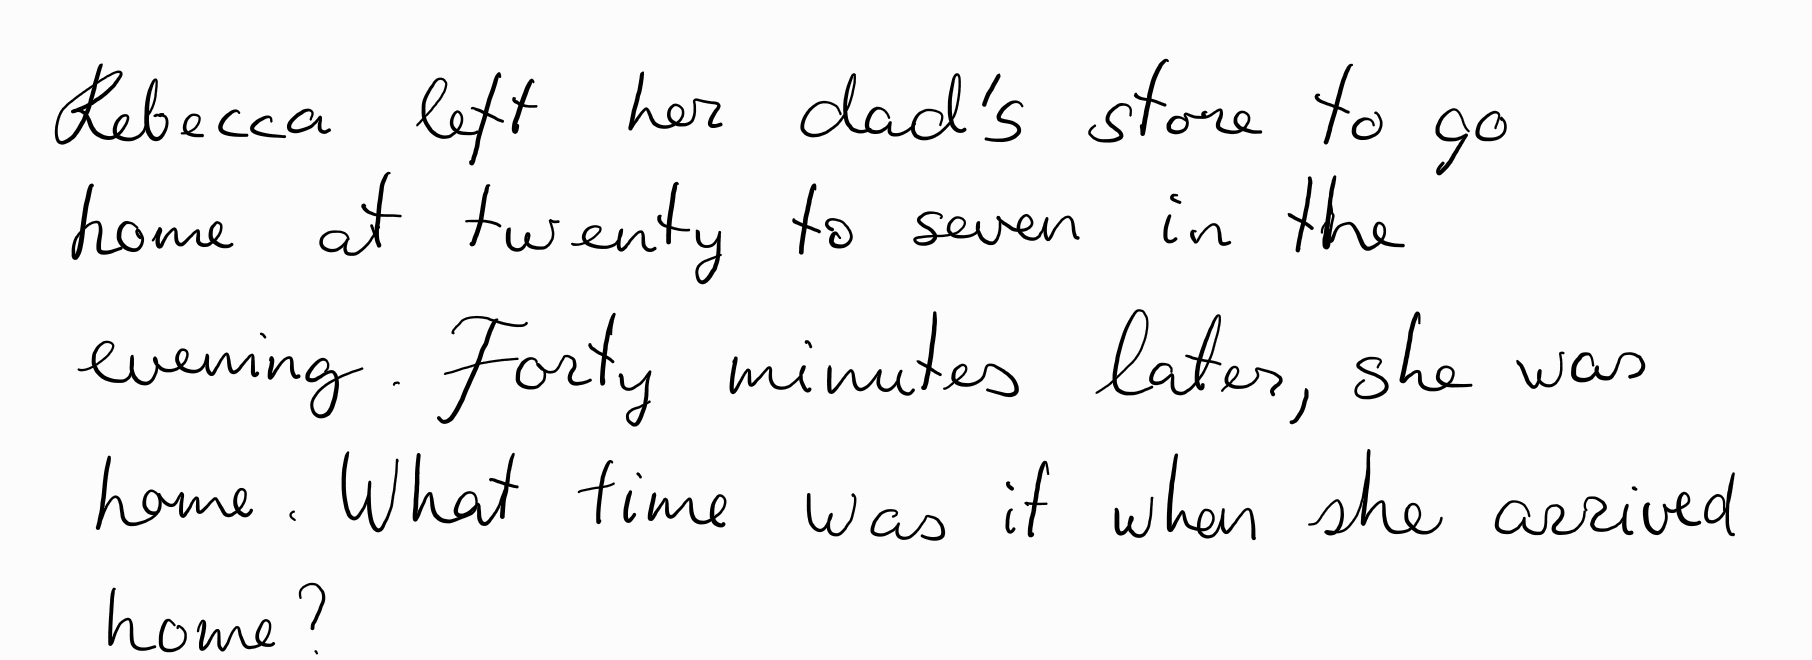 Rebecca left her dad's store to go
home at twenty to seven in the
evening. Forty minutes later, she was
home. What time was it when she arrived
home?